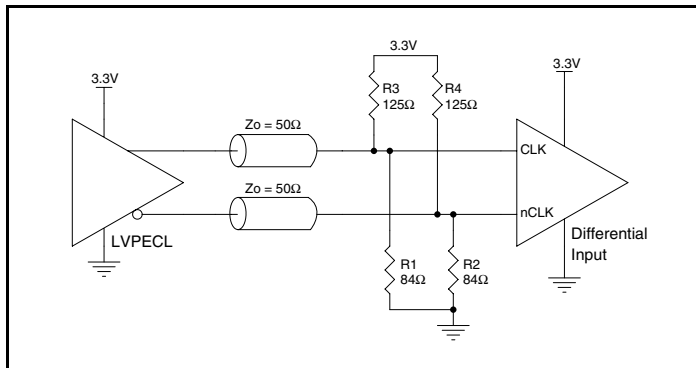 3.3V
3.3V
3.3V
R3
125Ω
R4
125Ω
Zo = 50Ω
CLK
Zo = 50Ω
nCLK
LVPECL
Differential
Input
R1
84Ω
R2
84Ω